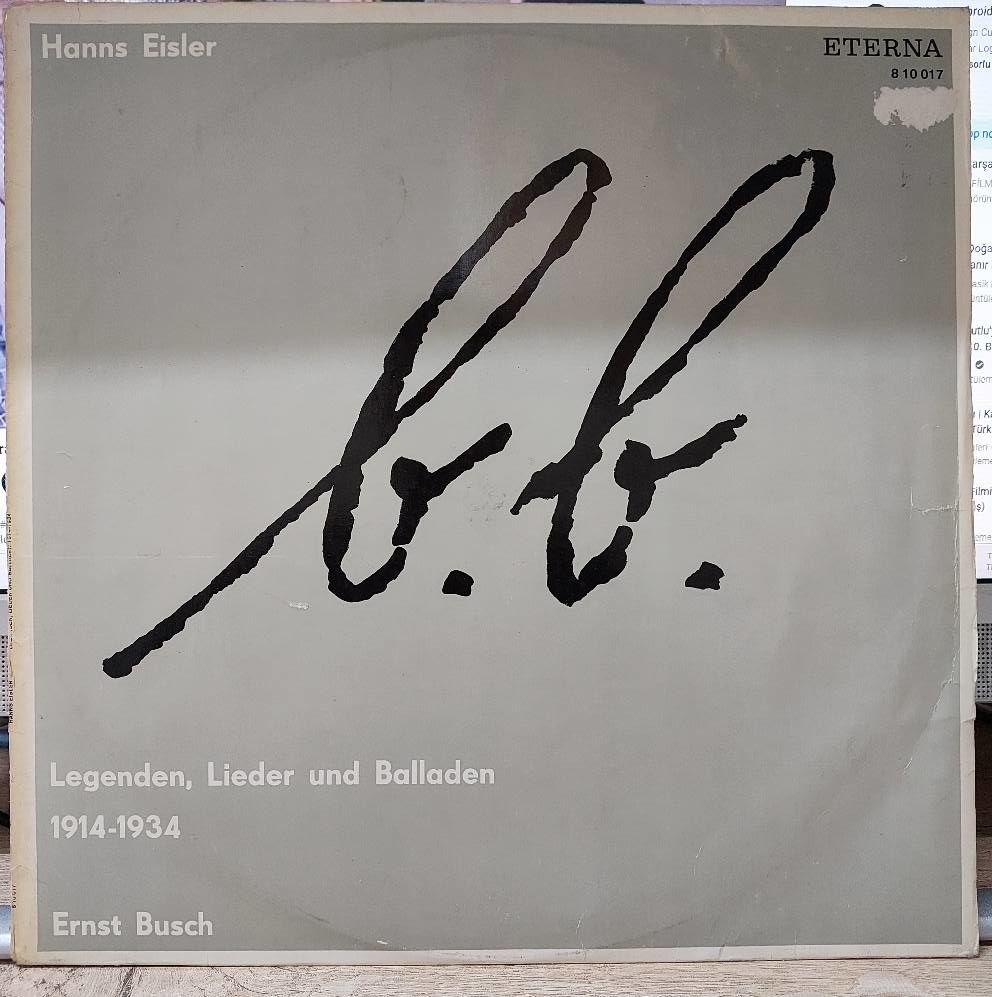 Hanns Eisler
ETERNA
8 10 017
b. b.
Legenden, Lieder und Balladen
1914-1934
Ernst Busch